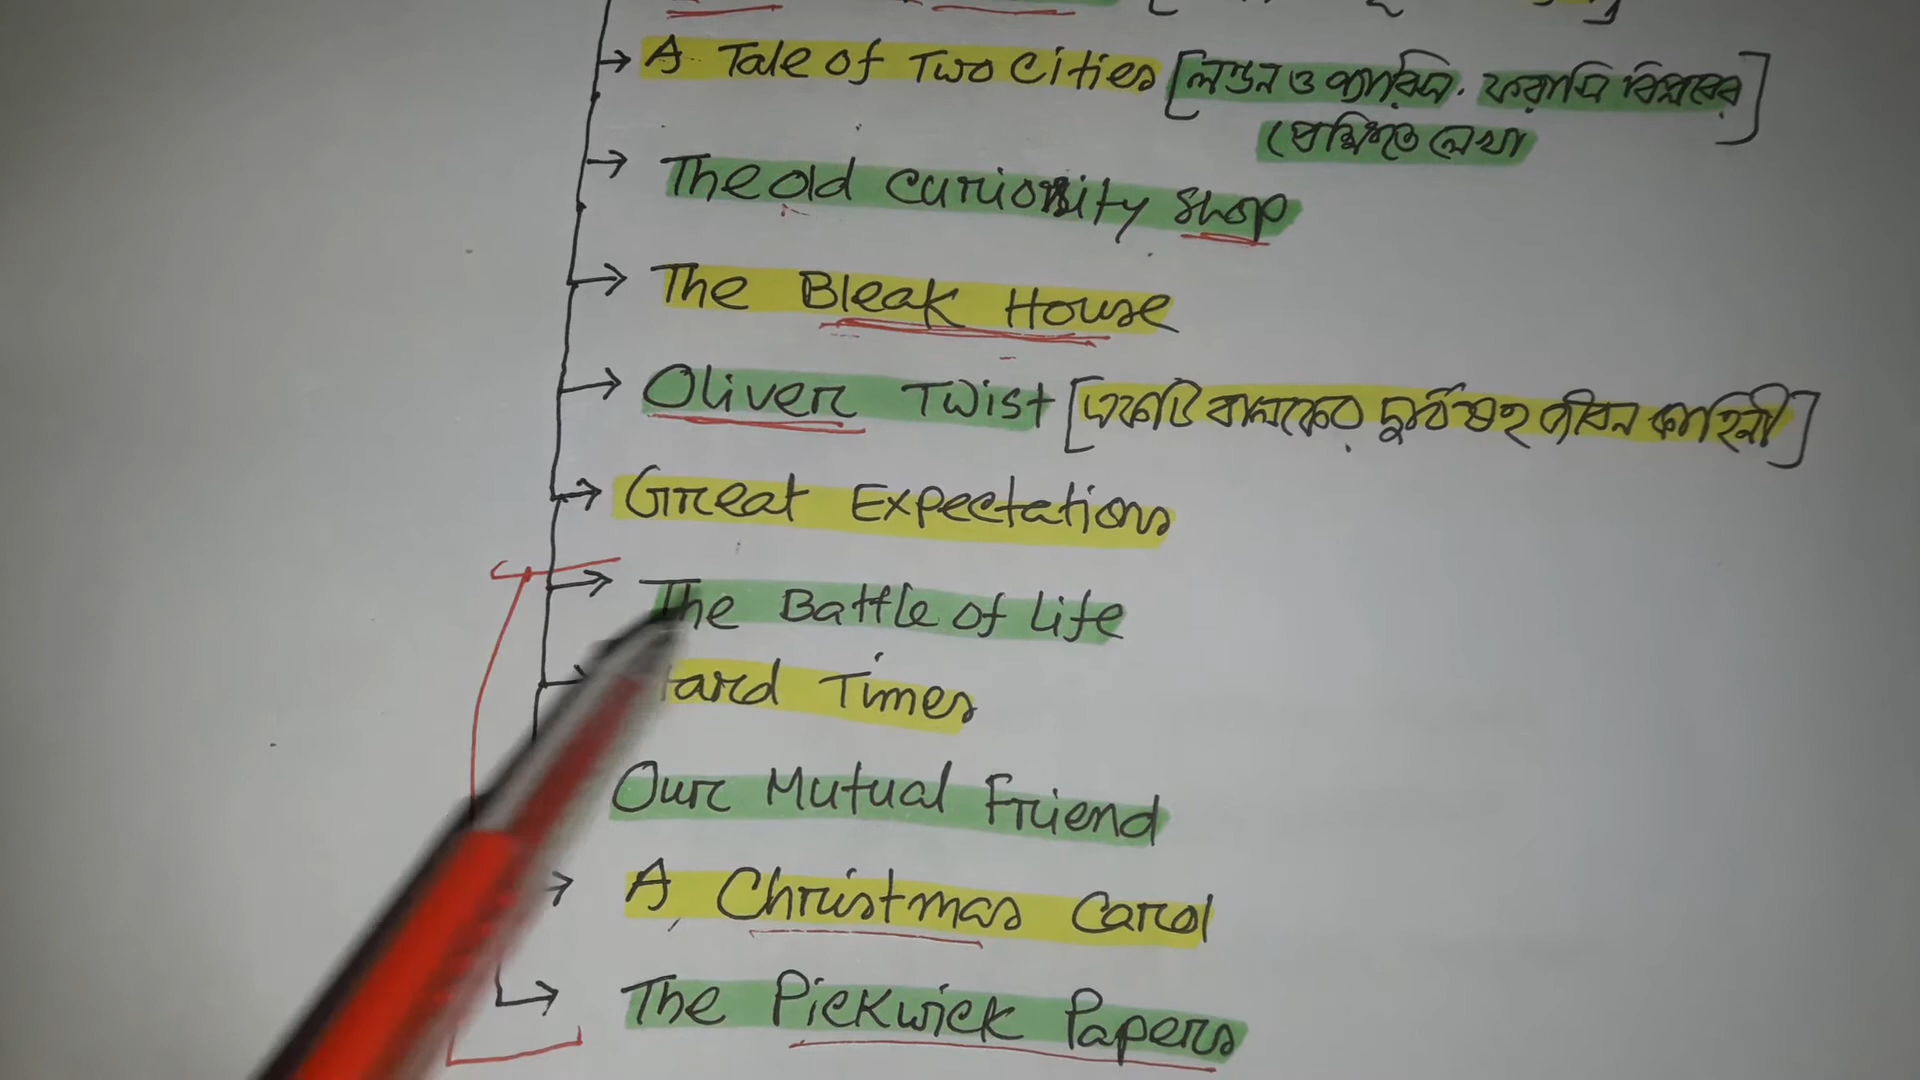 A Tale of Two Cities [লন্ডন ও প্যারিস. ফরাসি বিপ্লবের
প্রেক্ষিতে লেখা]
The old Curiosity Shop
The Bleak House
Oliver Twist [একটি বালকের দুর্বিষহ জীবন কাহিনী]
Great Expectations
The Battle of Life
ard Times
Our Mutual Friend
A Christmas Carol
The Pickwick Papers